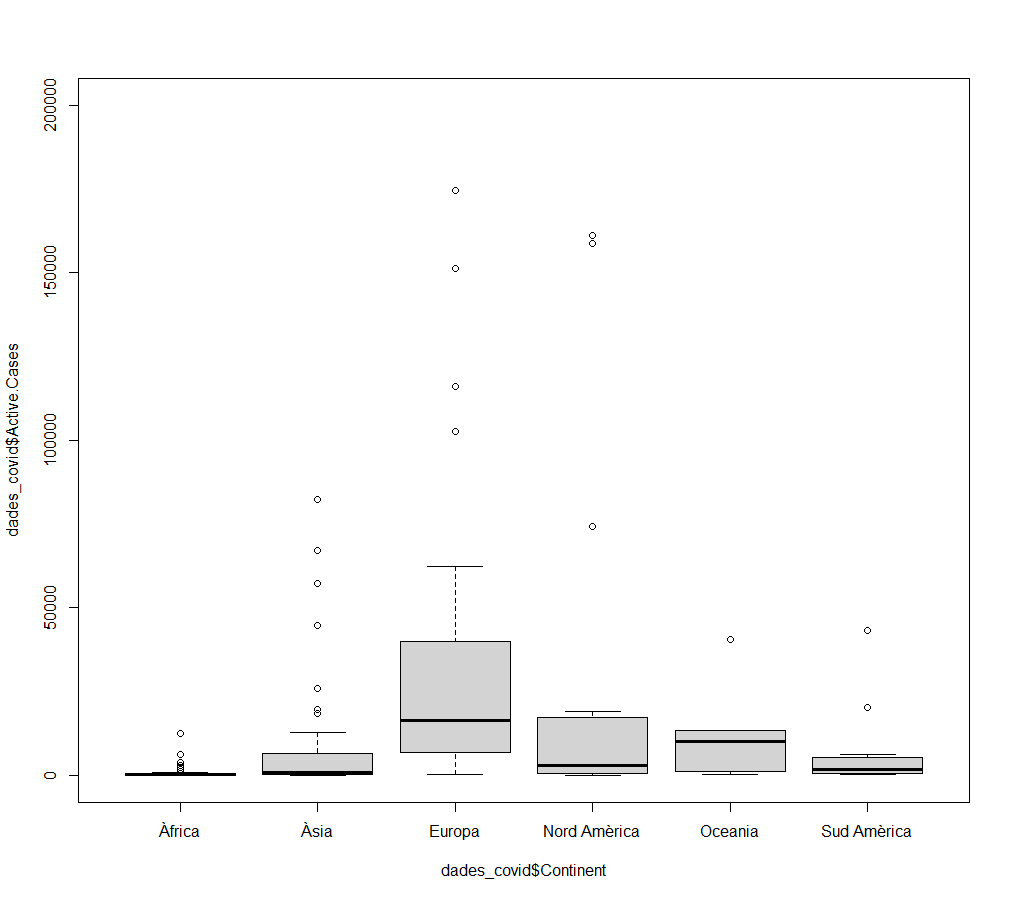 dades_covid$Active.Cases
200000
150000
100000
50000
0
Àfrica
Àsia
Europa
Nord Amèrica
Oceania
Sud Amèrica
dades_covid$Continent